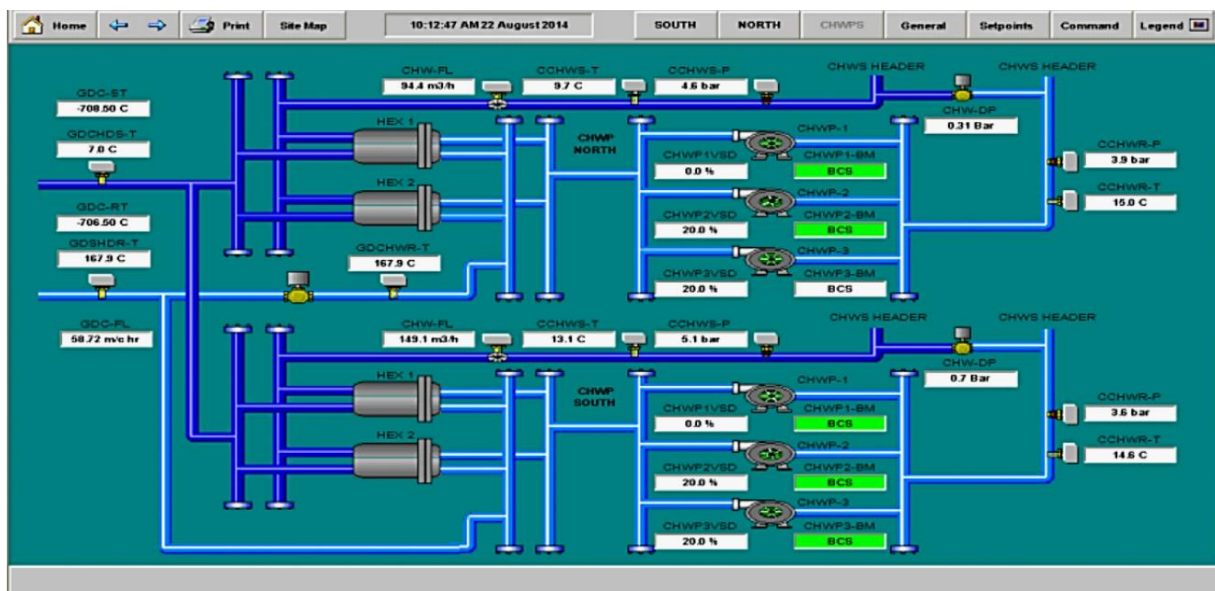 Home Print Site Map 10:12:47 AM 22 August 2014 SOUTH NORTH CHWPS General Setpoints Command Legend
CHW-FL CCHWS-T CCHWS-P CHWS HEADER CHWS HEADER
94.4 m3/h 9.7 C 4.6 bar
GDC-ST
-708.50 C
CHW-DP
0.31 Bar
HEX 1
GDCHDS-T
7.0 C
CHWP
NORTH
CHWP-1
CHWP1VSD CHWP1-BM
0.0 % BCS
CCHWR-P
3.9 bar
HEX 2
CHWP-2
CCHWR-T
15.0 C
GDC-RT
-706.50 C
CHWP2VSD CHWP2-BM
20.0 % BCS
GDSHDR-T
167.9 C
GDCHWR-T
167.9 C
CHWP-3
CHWP3VSD CHWP3-BM
20.0 % BCS
GDC-FL
58.72 m/c hr
CHW-FL CCHWS-T CCHWS-P CHWS HEADER CHWS HEADER
149.1 m3/h 13.1 C 5.1 bar
CHW-DP
0.7 Bar
HEX 1
CHWP
SOUTH
CHWP-1
CHWP1VSD CHWP1-BM
0.0 % BCS
CCHWR-P
3.6 bar
HEX 2
CHWP-2
CCHWR-T
14.6 C
CHWP2VSD CHWP2-BM
20.0 % BCS
CHWP-3
CHWP3VSD CHWP3-BM
20.0 % BCS